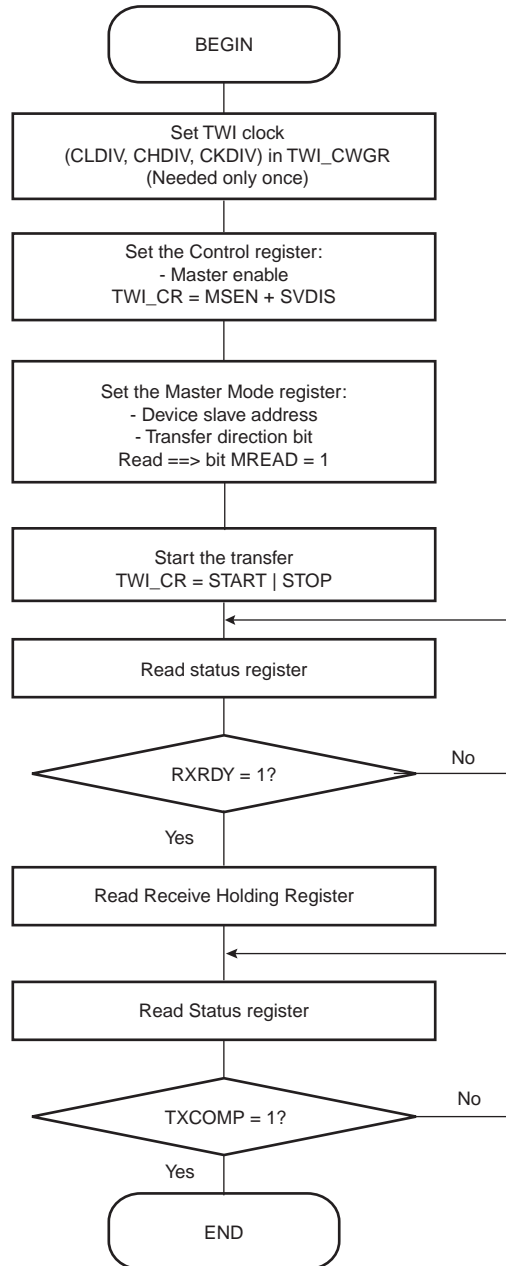 BEGIN
Set TWI clock
(CLDIV, CHDIV, CKDIV) in TWI_CWGR
(Needed only once)
Set the Control register:
- Master enable
TWI_CR = MSEN + SVDIS
Set the Master Mode register:
- Device slave address
- Transfer direction bit
Read ==> bit MREAD = 1
Start the transfer
TWI_CR = START | STOP
Read status register
RXRDY = 1?
No
Yes
Read Receive Holding Register
Read Status register
TXCOMP = 1?
No
Yes
END